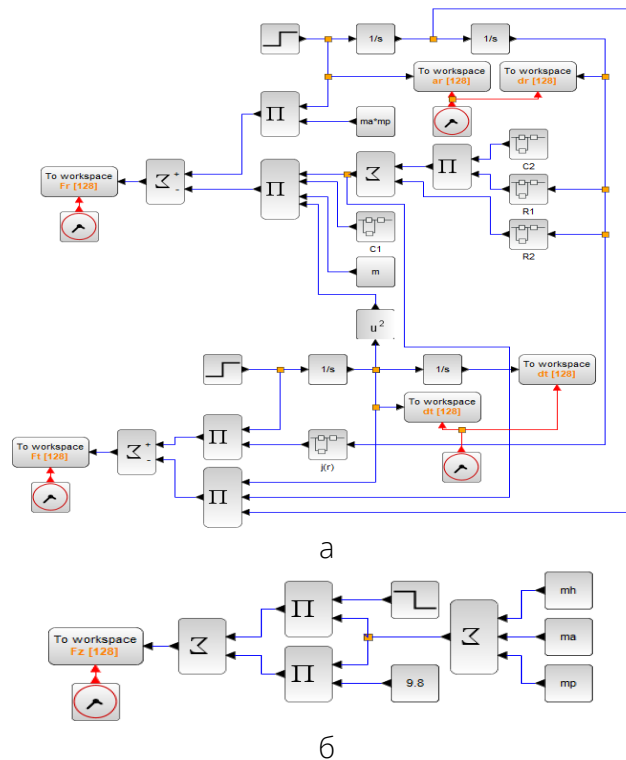 1/s
1/s
To workspace
ar [128]
To workspace
dr [128]
Π
ma*mp
C2
To workspace
Fr [128]
Σ
+
-
Π
Σ
Π
R1
C1
R2
m
u²
1/s
1/s
To workspace
dt [128]
To workspace
dt [128]
To workspace
Ft [128]
Σ
+
-
Π
j(r)
Π
а
To workspace
Fz [128]
Σ
Π
Π
9.8
Σ
mh
ma
mp
б